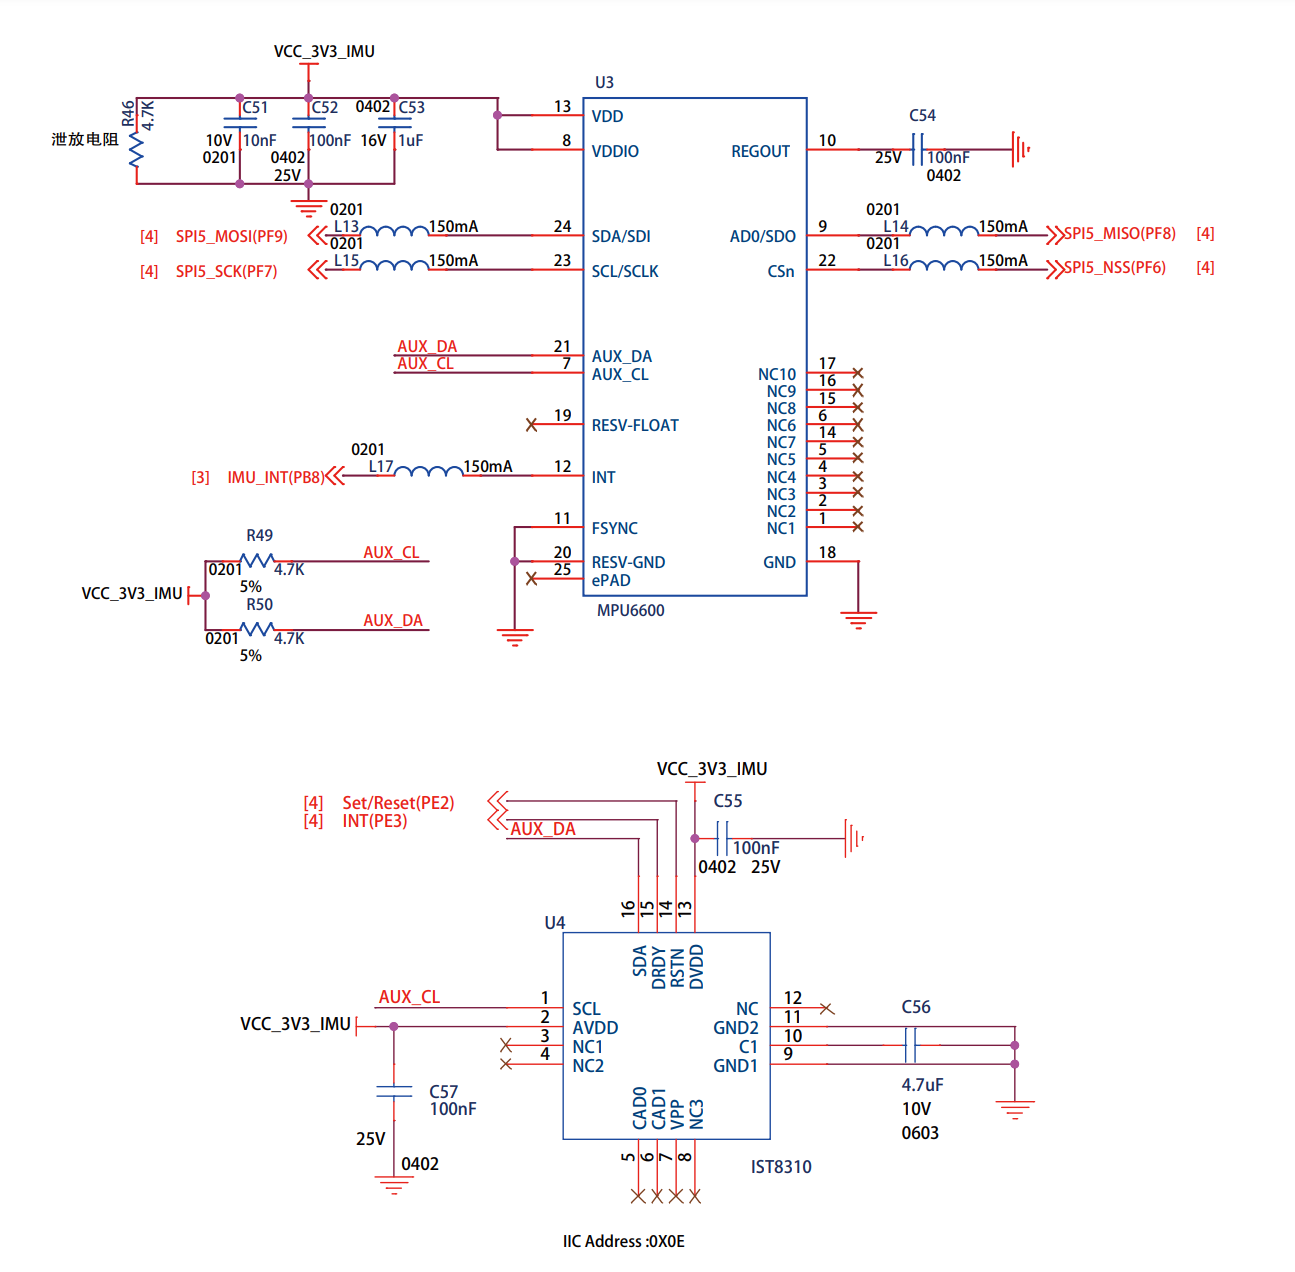 VCC_3V3_IMU
U3
R46
4.7K
泄放电阻
C51
10V 10nF
0201
C52
100nF
0402
25V
0402 C53
16V 1uF
13 VDD
8 VDDIO
REGOUT 10
C54
25V 100nF
0402
0201
[4] SPI5_MOSI(PF9) L13 150mA 24 SDA/SDI
0201
[4] SPI5_SCK(PF7) L15 150mA 23 SCL/SCLK
0201
AD0/SDO 9 L14 150mA SPI5_MISO(PF8) [4]
0201
CSn 22 L16 150mA SPI5_NSS(PF6) [4]
AUX_DA 21 AUX_DA
AUX_CL 7 AUX_CL
19 RESV-FLOAT
0201
[3] IMU_INT(PB8) L17 150mA 12 INT
11 FSYNC
20 RESV-GND
25 ePAD
NC10 17
NC9 16
NC8 15
NC6 6
NC7 14
NC5 5
NC4 4
NC3 3
NC2 2
NC1 1
GND 18
MPU6600
R49
AUX_CL
0201 4.7K
5%
VCC_3V3_IMU
R50
AUX_DA
0201 4.7K
5%
VCC_3V3_IMU
[4] Set/Reset(PE2)
[4] INT(PE3)
AUX_DA
C55
100nF
0402 25V
U4
16 15 14 13
SDA DRDY RSTN DVDD
AUX_CL 1 SCL
VCC_3V3_IMU 2 AVDD
3 NC1
4 NC2
NC 12
GND2 11
C1 10
GND1 9
C56
4.7uF
10V
0603
C57
100nF
25V
0402
CAD0 CAD1 VPP NC3
5 6 7 8
IST8310
IIC Address :0X0E